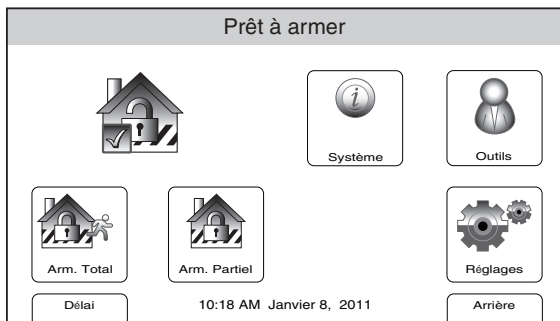 Prêt à armer
Système
Outils
Arm. Total
Arm. Partiel
Réglages
Délai
10:18 AM Janvier 8, 2011
Arrière